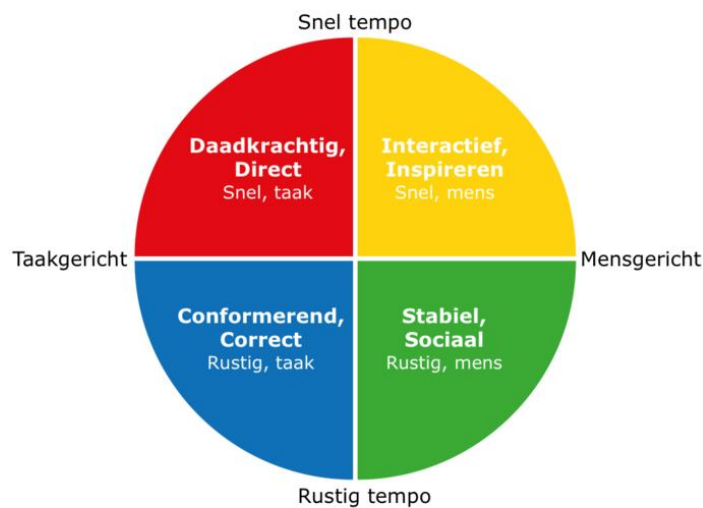 Snel tempo
Daadkrachtig,
Direct
Snel, taak
Interactief,
Inspireren
Snel, mens
Taakgericht
Mensgericht
Conformerend,
Correct
Rustig, taak
Stabiel,
Sociaal
Rustig, mens
Rustig tempo